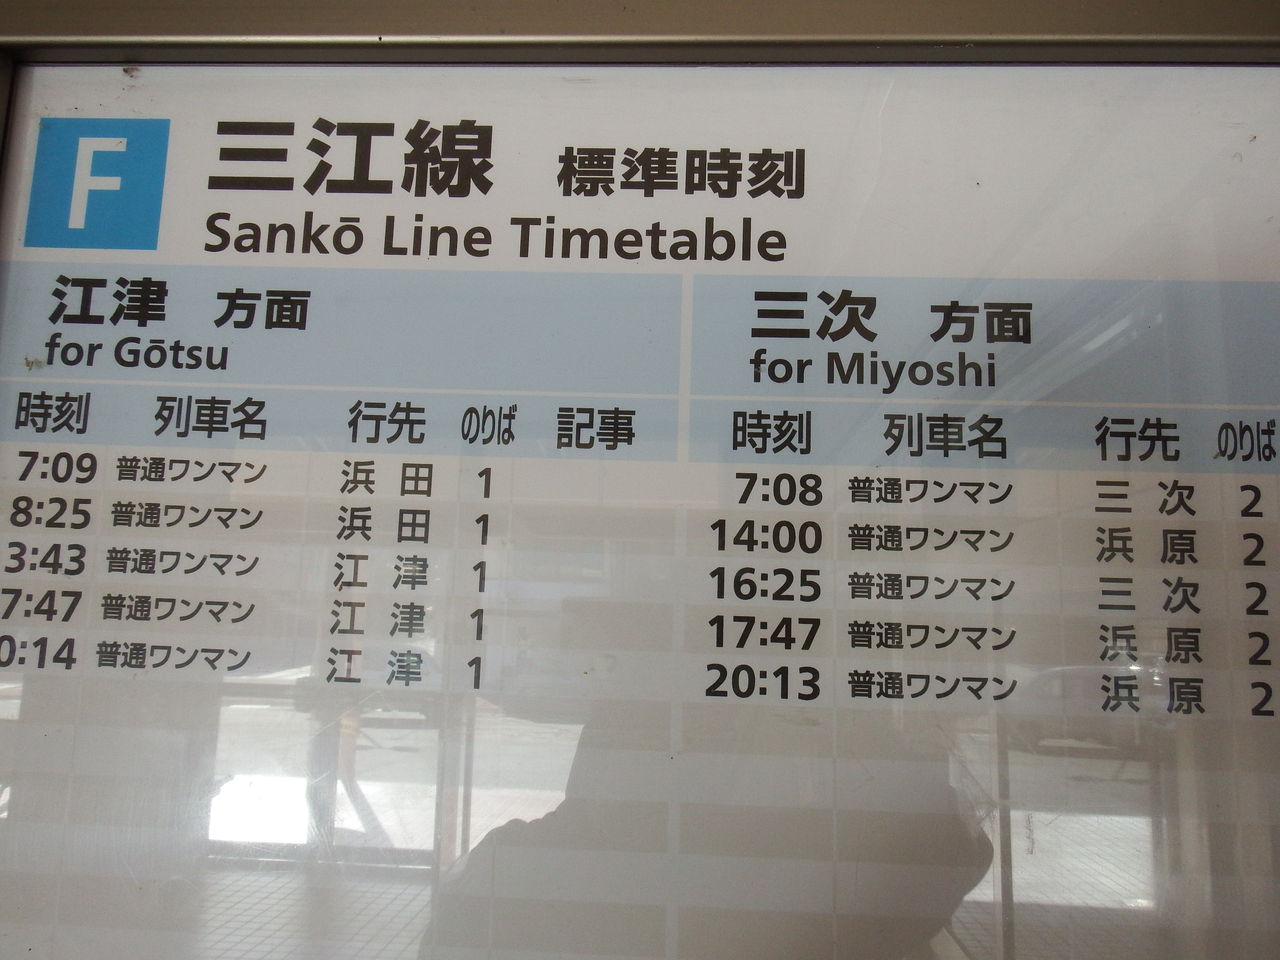 F
三江線 標準時刻
Sankō Line Timetable
江津 方面
for Gōtsu
時刻 列車名 行先 のりば 記事
7:09 普通ワンマン 浜田 1
8:25 普通ワンマン 浜田 1
3:43 普通ワンマン 江津 1
7:47 普通ワンマン 江津 1
0:14 普通ワンマン 江津 1
三次 方面
for Miyoshi
時刻 列車名 行先 のりば
7:08 普通ワンマン 三次 2
14:00 普通ワンマン 浜原 2
16:25 普通ワンマン 三次 2
17:47 普通ワンマン 浜原 2
20:13 普通ワンマン 浜原 2